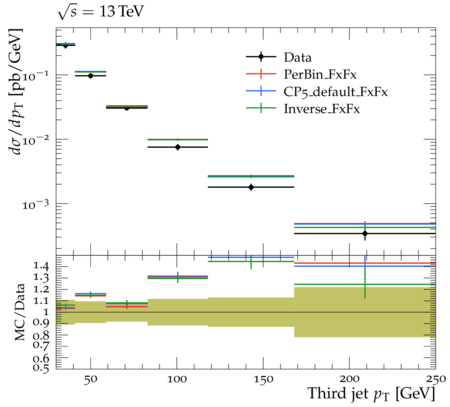 √s = 13 TeV
dσ/dpT [pb/GeV]
10−1
10−2
10−3
Data
PerBin_FxFx
CP5_default_FxFx
Inverse_FxFx
MC/Data
1.4
1.3
1.2
1.1
1
0.9
0.8
0.7
0.6
0.5
50 100 150 200 250
Third jet pT [GeV]